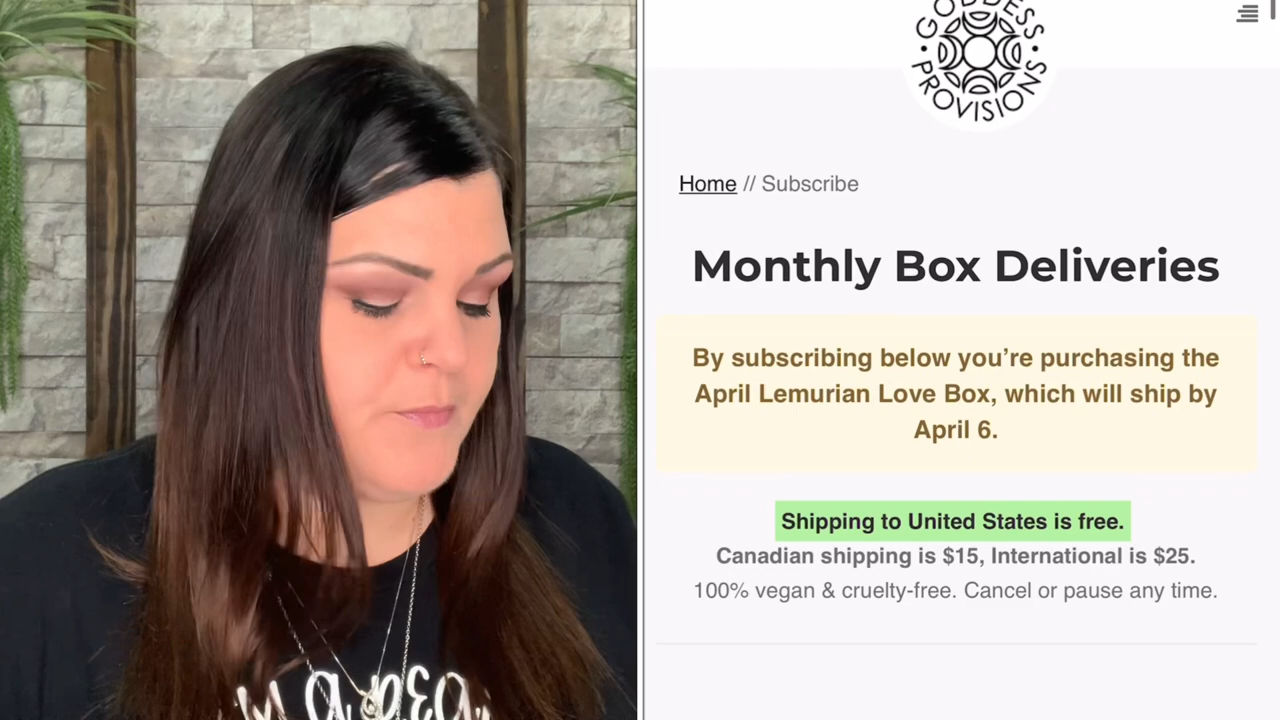 GODDESS
PROVISIONS
Home // Subscribe
Monthly Box Deliveries
By subscribing below you’re purchasing the
April Lemurian Love Box, which will ship by
April 6.
Shipping to United States is free.
Canadian shipping is $15, International is $25.
100% vegan & cruelty-free. Cancel or pause any time.